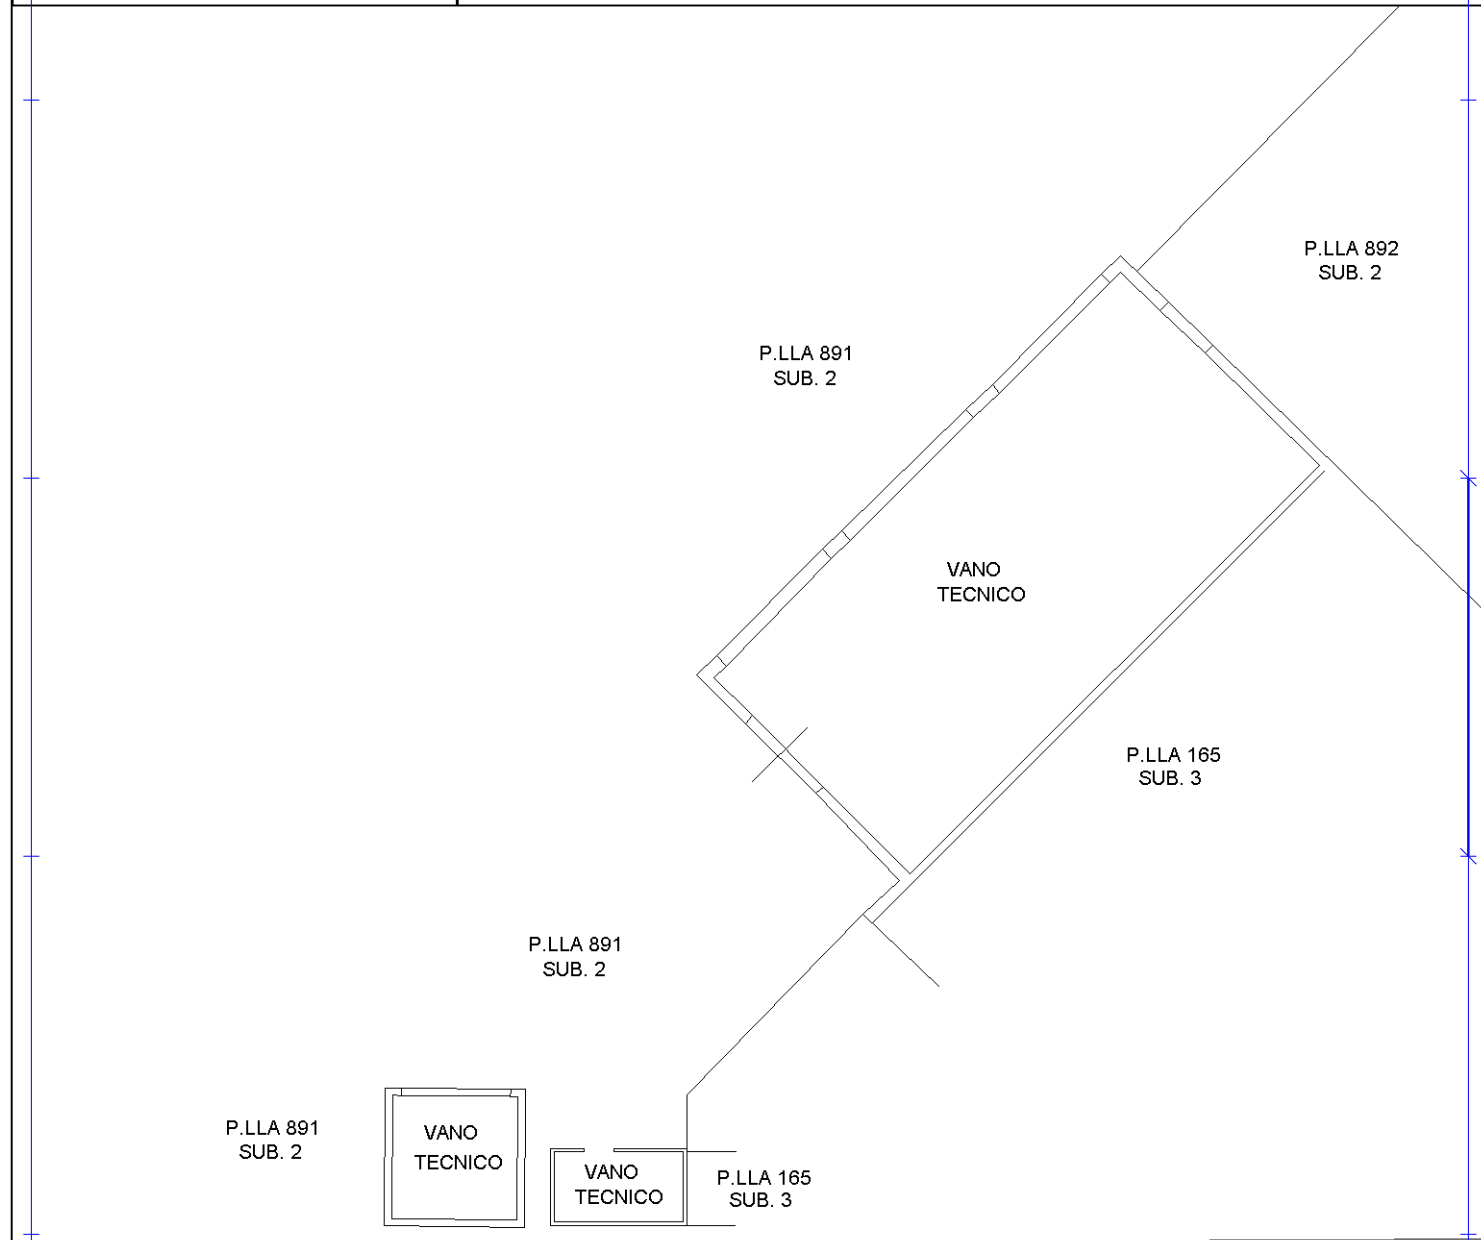 P.LLA 892
SUB. 2
P.LLA 891
SUB. 2
VANO
TECNICO
P.LLA 165
SUB. 3
P.LLA 891
SUB. 2
P.LLA 891
SUB. 2
VANO
TECNICO
VANO
TECNICO
P.LLA 165
SUB. 3